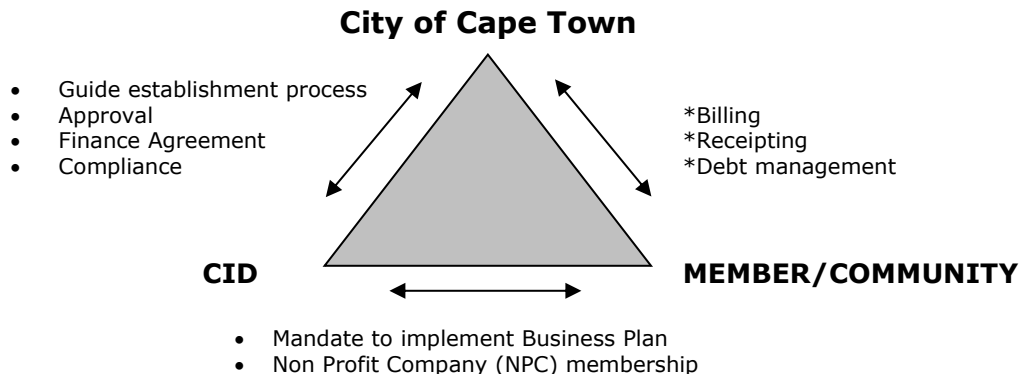 City of Cape Town
• Guide establishment process
• Approval
• Finance Agreement
• Compliance
*Billing
*Receipting
*Debt management
CID
MEMBER/COMMUNITY
• Mandate to implement Business Plan
• Non Profit Company (NPC) membership